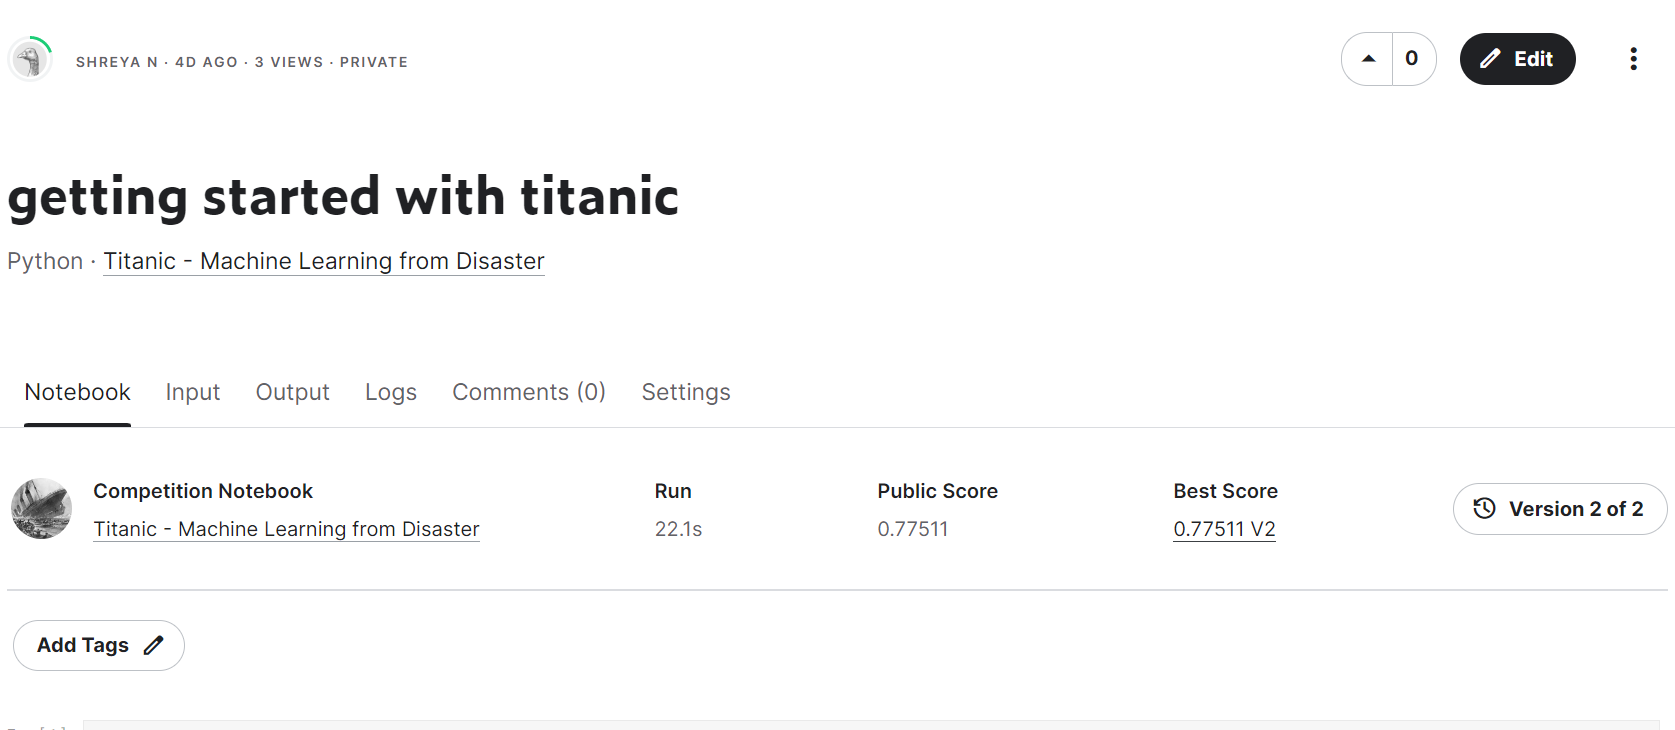 SHREYA N · 4D AGO · 3 VIEWS · PRIVATE
0
Edit
getting started with titanic
Python · Titanic - Machine Learning from Disaster
Notebook Input Output Logs Comments (0) Settings
Competition Notebook Run Public Score Best Score
Titanic - Machine Learning from Disaster 22.1s 0.77511 0.77511 V2
Version 2 of 2
Add Tags